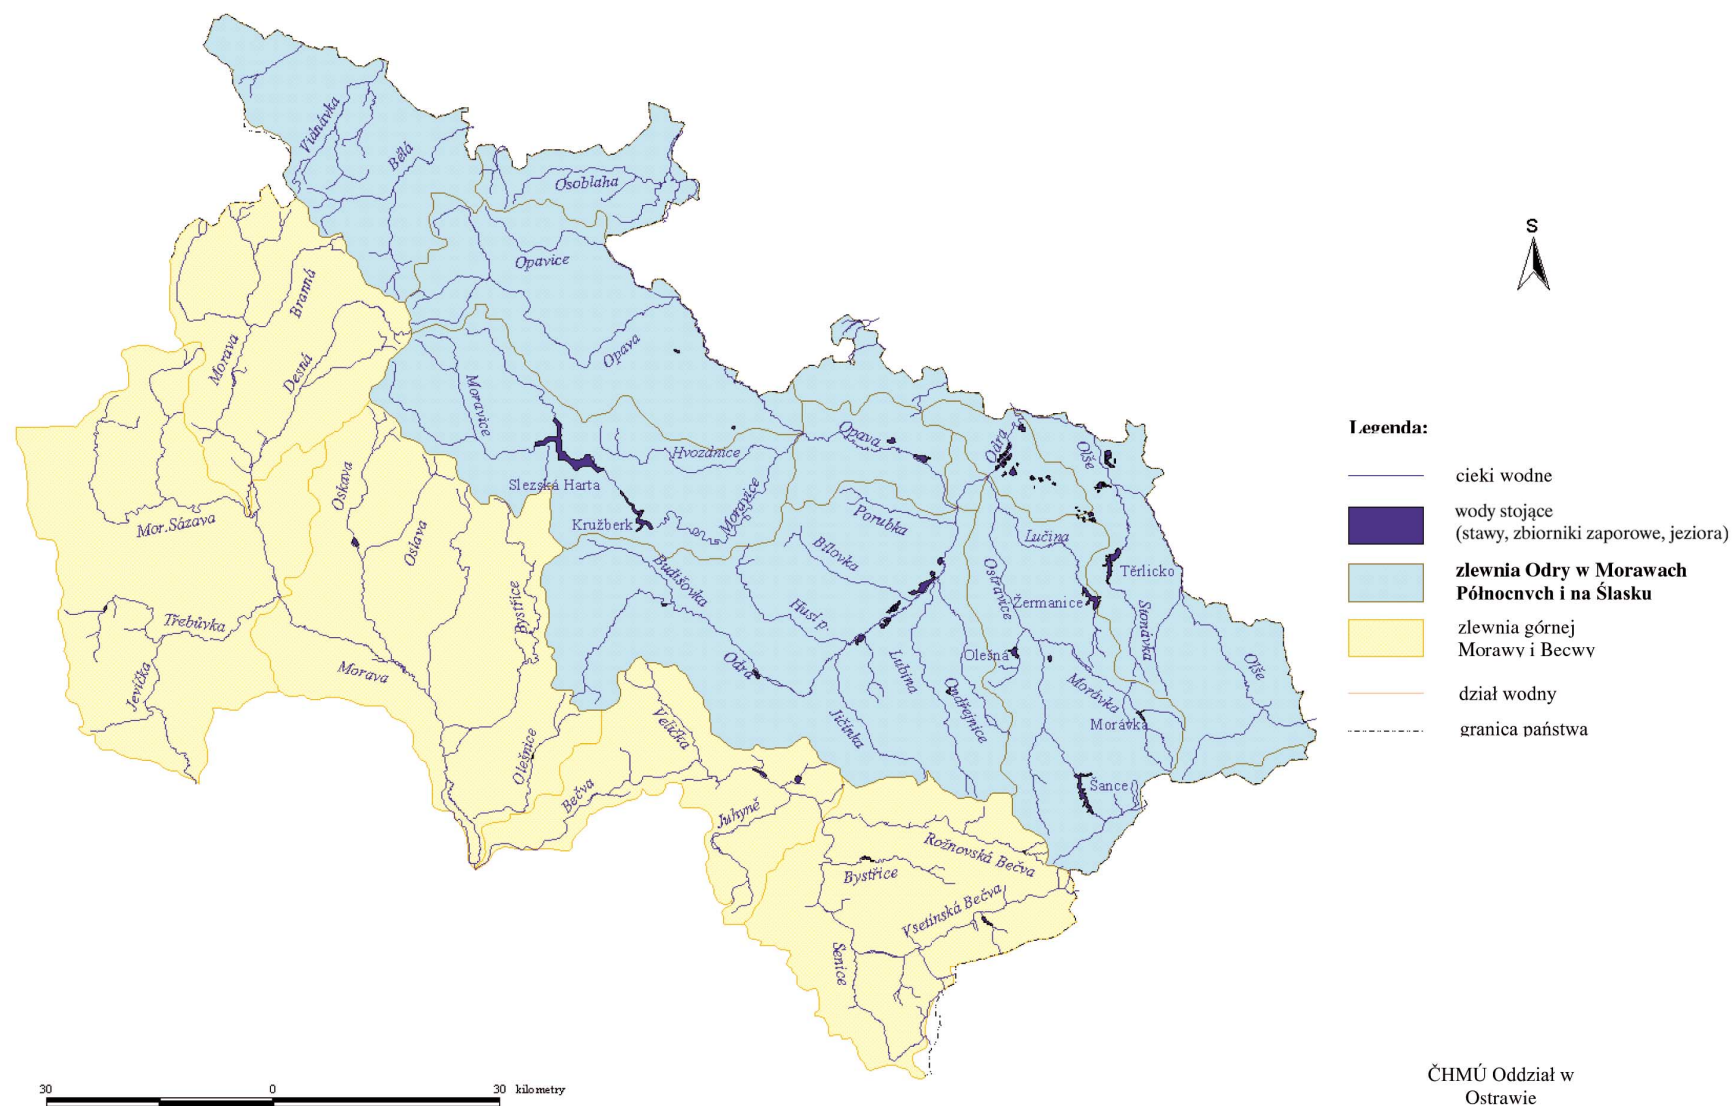 Vidnávka
Bělá
Osoblaha
Opavice
Branná
Morava
Desná
Opava
Moravice
Hvozdnice
Opava
Odra
Olše
Slezská Harta
Kružberk
Moravice
Mor.Sázava
Oskava
Oslava
Porubka
Bílovka
Lučina
Těrlicko
Budišovka
Ostravice
Žermanice
Stonávka
Třebůvka
Bystřice
Husí p.
Olešná
Olše
Jevíčka
Morava
Odra
Lubina
Ondřejnice
Morávka
Morávka
Jičínka
Velička
Olešnice
Bečva
Juhyně
Šance
Rožnovská Bečva
Bystřice
Vsetínská Bečva
Senice
S
Legenda:
cieki wodne
wody stojące
(stawy, zbiorniki zaporowe, jeziora)
zlewnia Odry w Morawach
Północnych i na Śląsku
zlewnia górnej
Morawy i Becwy
dział wodny
granica państwa
30 0 30 kilometry
ČHMÚ Oddział w
Ostrawie